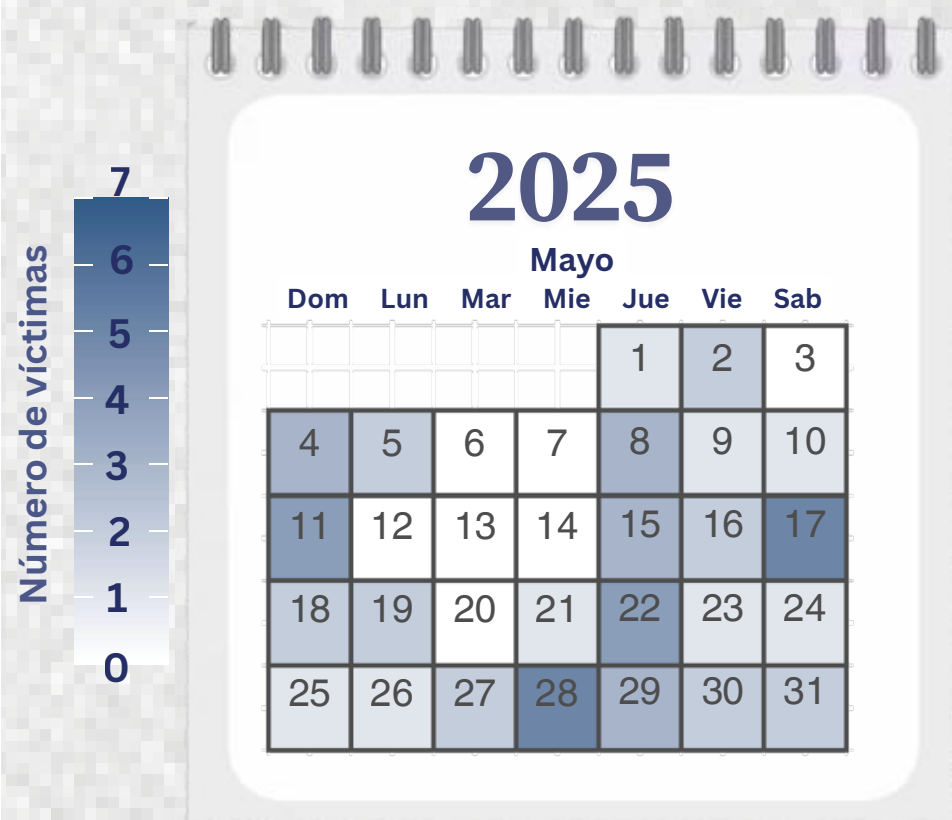 2025
Mayo
Dom Lun Mar Mie Jue Vie Sab
1 2 3
4 5 6 7 8 9 10
11 12 13 14 15 16 17
18 19 20 21 22 23 24
25 26 27 28 29 30 31
Número de víctimas
7
6
5
4
3
2
1
0